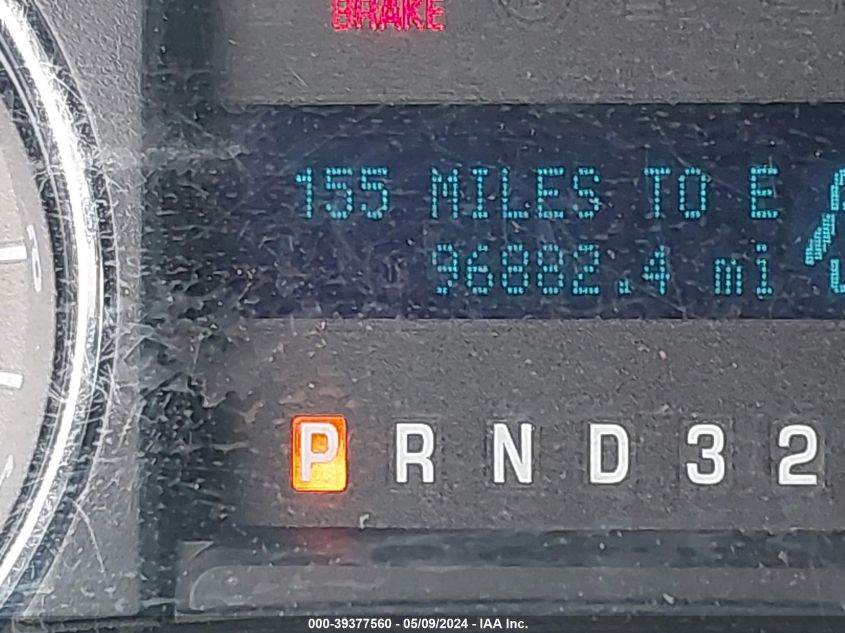 BRAKE
155 MILES TO E
96882.4 mi
P R N D 3 2
000-39377560 - 05/09/2024 - IAA Inc.